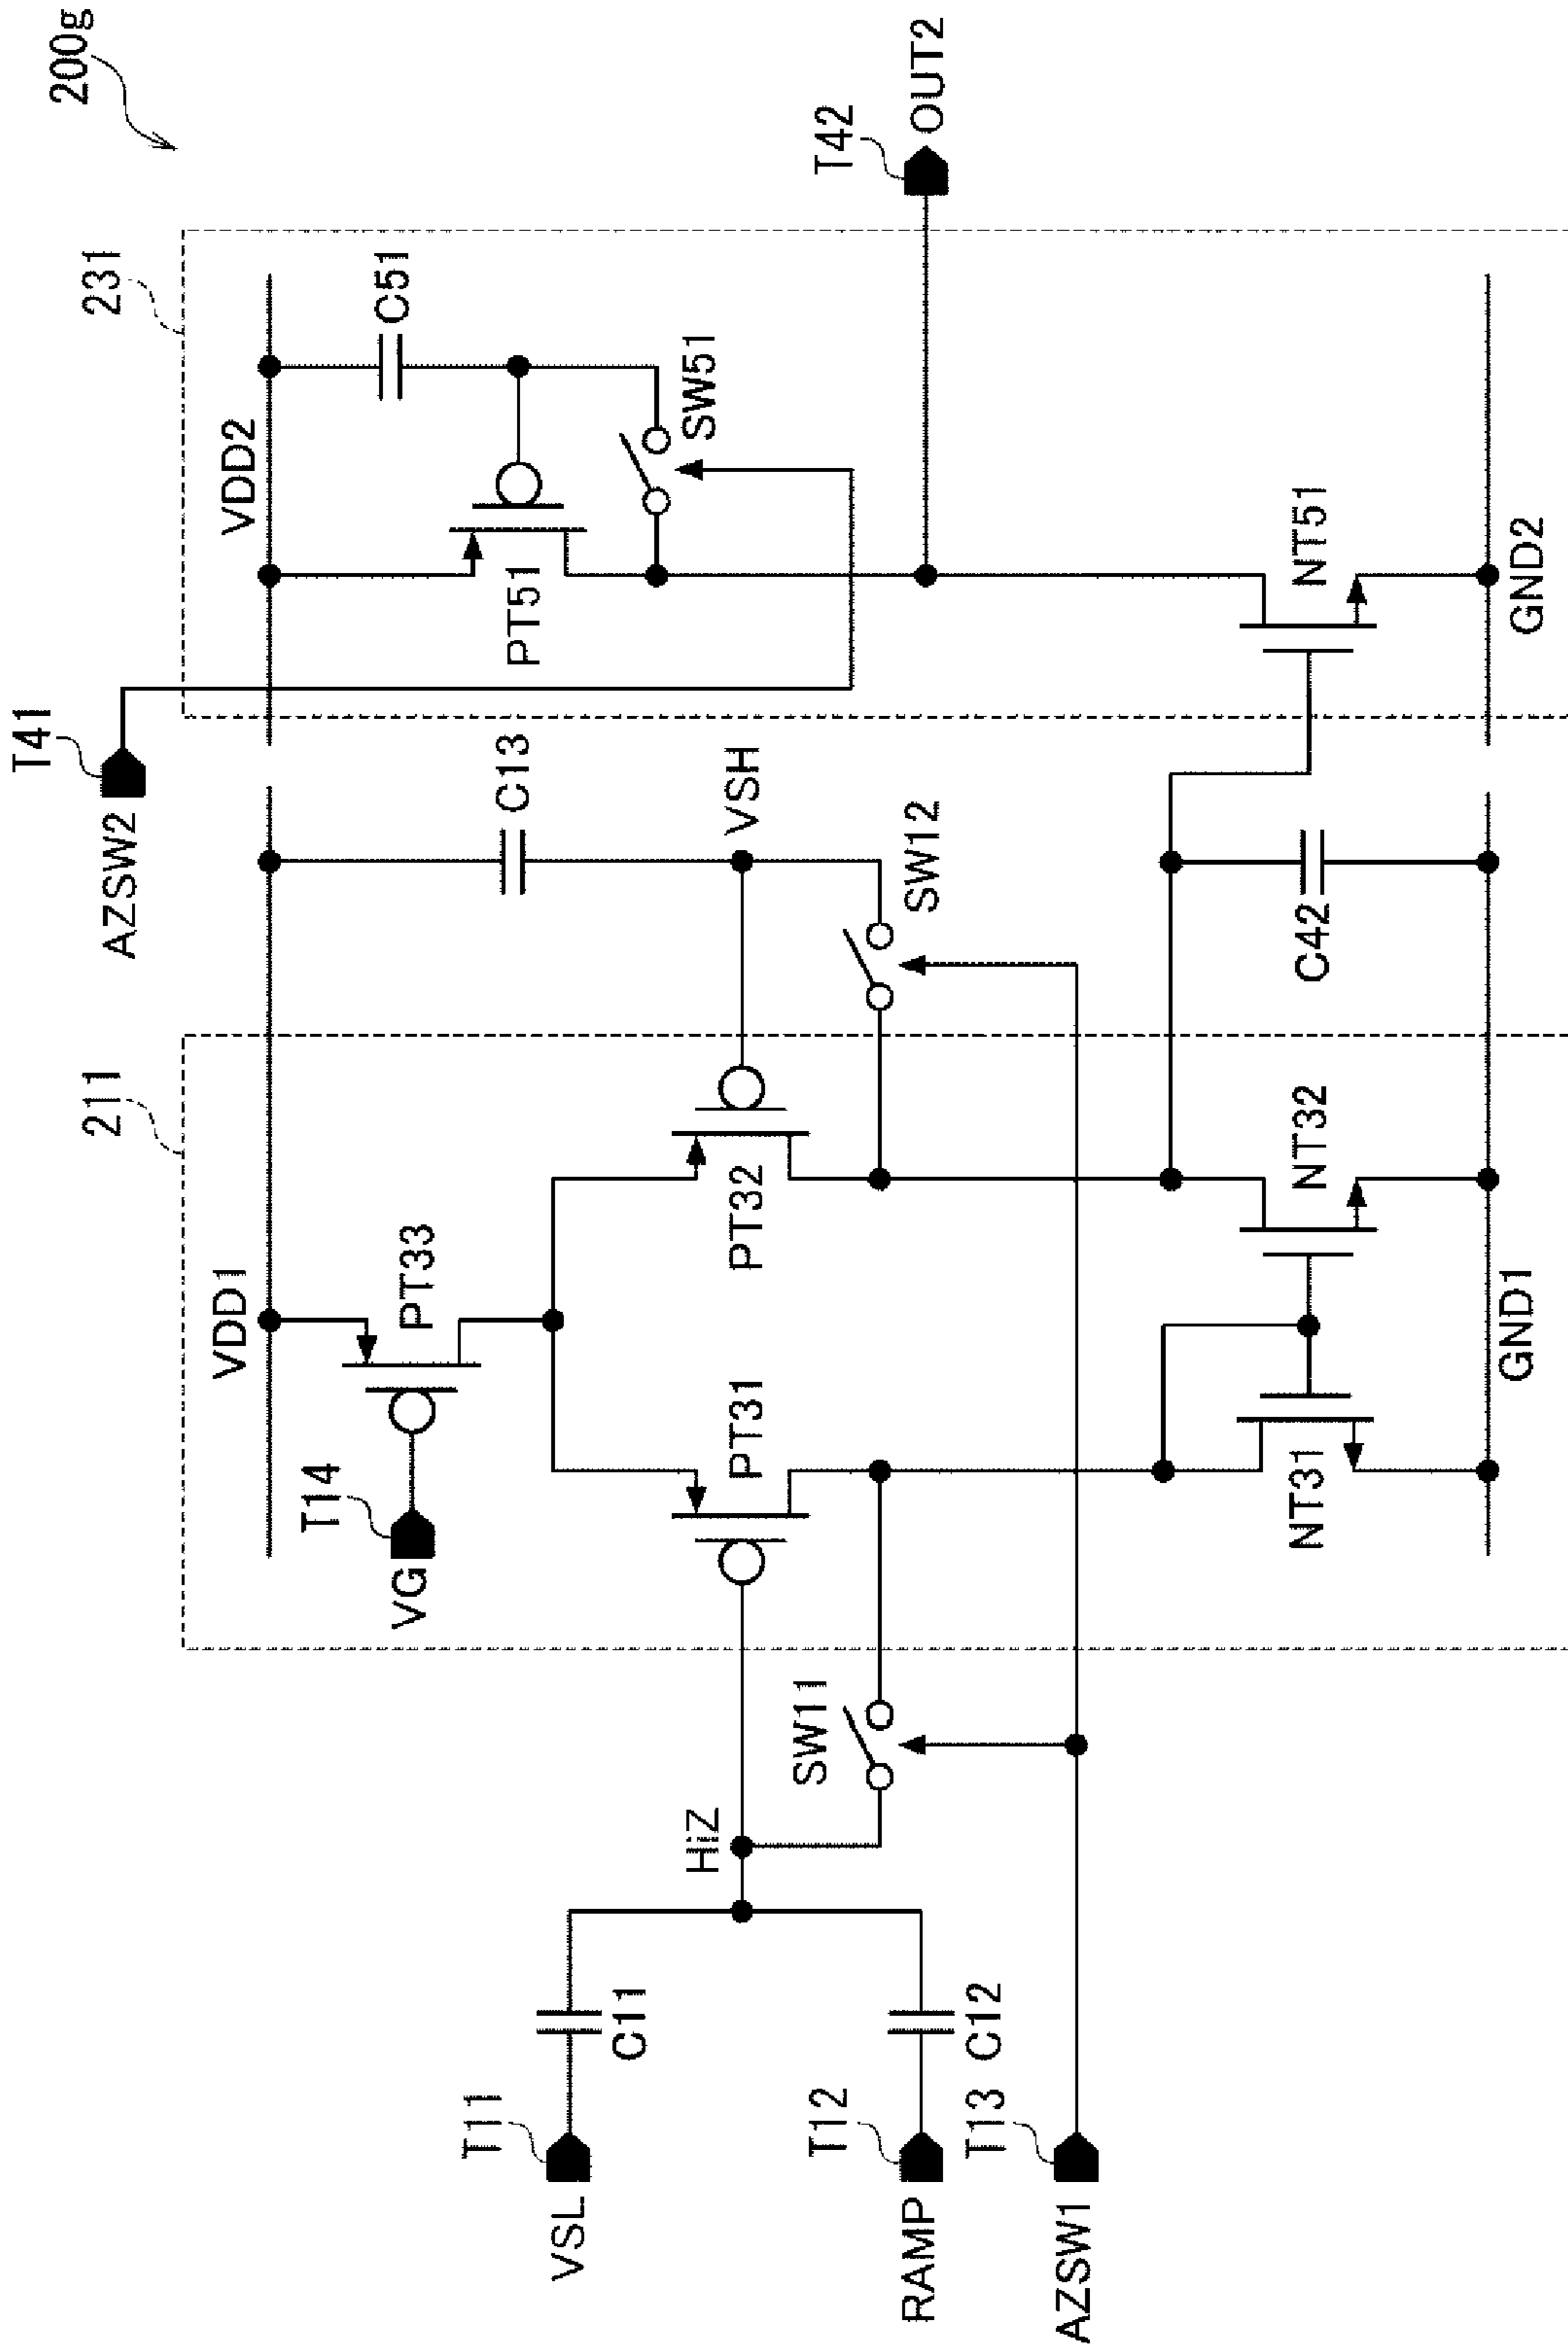 200g
T41
AZSW2
211
231
VDD1
VDD2
T14
VG
PT33
C13
C51
PT51
SW51
T11
VSL
C11
HiZ
PT31
PT32
VSH
SW11
SW12
T42
OUT2
T12
RAMP
C12
T13
AZSW1
NT31
NT32
C42
NT51
GND1
GND2